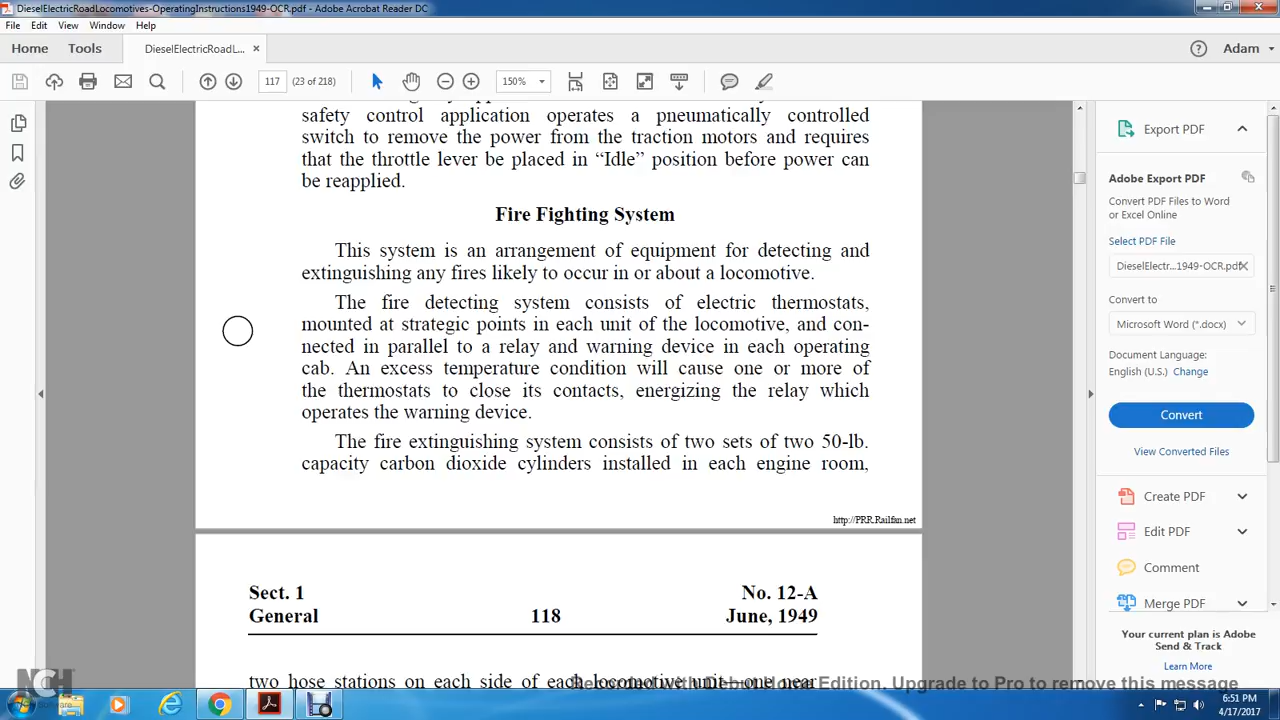 DieselElectricRoadLocomotives-OperatingInstructions1949-OCR.pdf - Adobe Acrobat Reader DC
File Edit View Window Help
Home Tools DieselElectricRoadL... × Adam
117 (23 of 218) 150%
safety control application operates a pneumatically controlled
switch to remove the power from the traction motors and requires
that the throttle lever be placed in “Idle” position before power can
be reapplied.
Fire Fighting System
This system is an arrangement of equipment for detecting and
extinguishing any fires likely to occur in or about a locomotive.
The fire detecting system consists of electric thermostats,
mounted at strategic points in each unit of the locomotive, and con-
nected in parallel to a relay and warning device in each operating
cab. An excess temperature condition will cause one or more of
the thermostats to close its contacts, energizing the relay which
operates the warning device.
The fire extinguishing system consists of two sets of two 50-lb.
capacity carbon dioxide cylinders installed in each engine room,
http://PRR.Railfan.net
Sect. 1 No. 12-A
General 118 June, 1949
two hose stations on each side of each locomotive unit—one near
Export PDF
Adobe Export PDF
Convert PDF Files to Word
or Excel Online
Select PDF File
DieselElectr...1949-OCR.pdf
Convert to
Microsoft Word (*.docx)
Document Language:
English (U.S.) Change
Convert
View Converted Files
Create PDF
Edit PDF
Comment
Merge PDF
Your current plan is Adobe
Send & Track
Learn More
NCH
Software
Edition. Upgrade to Pro to remove this message
6:51 PM
4/17/2017